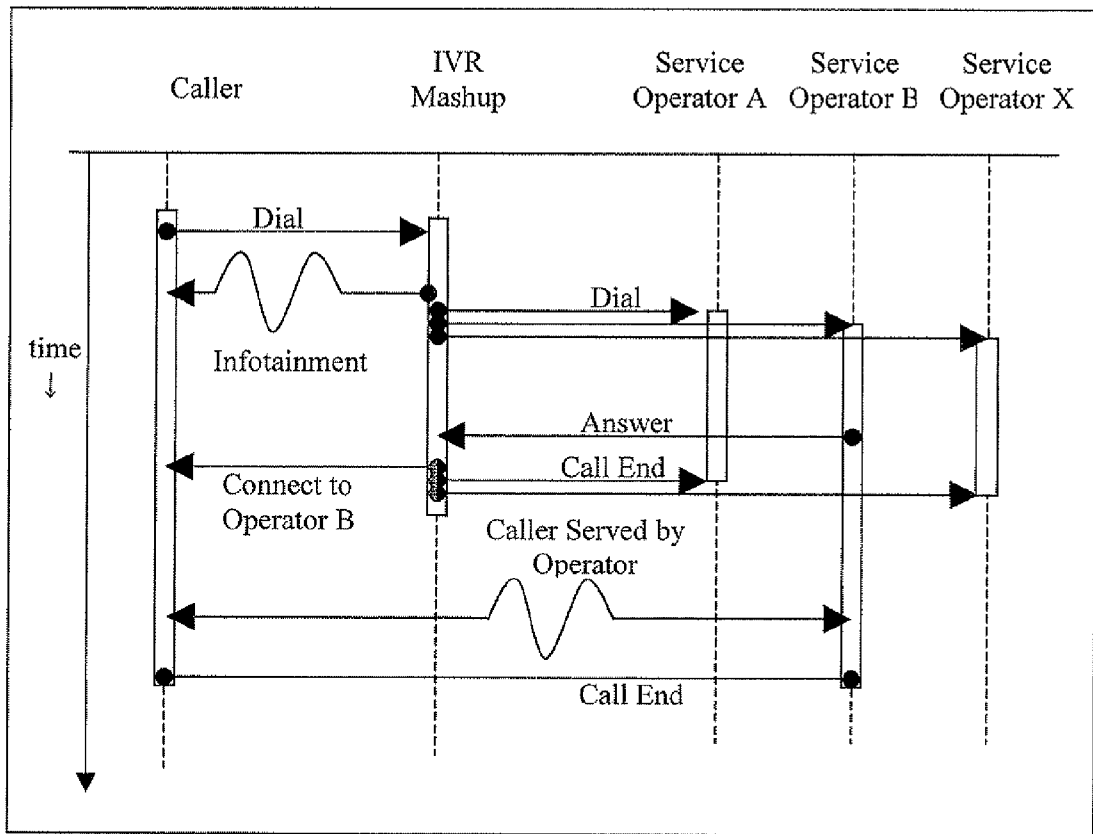 Caller
IVR
Mashup
Service
Operator A
Service
Operator B
Service
Operator X
Dial
Dial
time
↓
Infotainment
Answer
Call End
Connect to
Operator B
Caller Served by
Operator
Call End